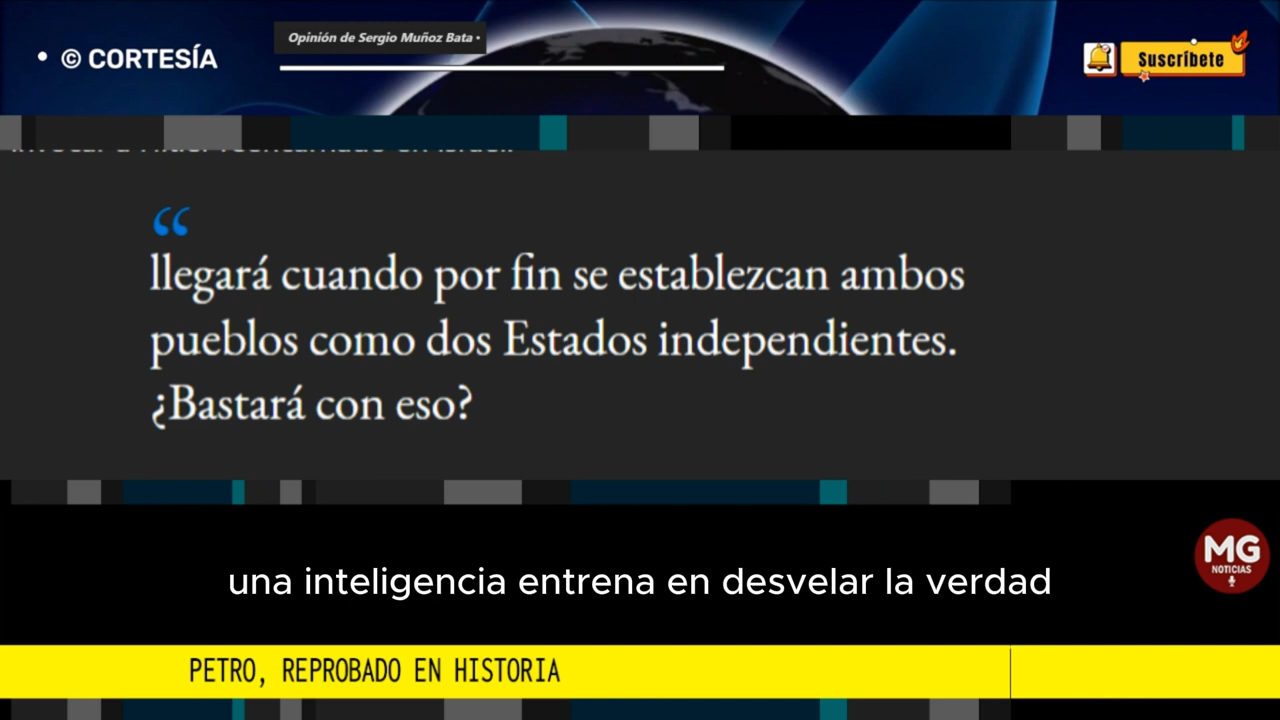 • © CORTESÍA
Opinión de Sergio Muñoz Bata •
Suscríbete
“
llegará cuando por fin se establezcan ambos
pueblos como dos Estados independientes.
¿Bastará con eso?
una inteligencia entrena en desvelar la verdad
MG
NOTICIAS
PETRO, REPROBADO EN HISTORIA